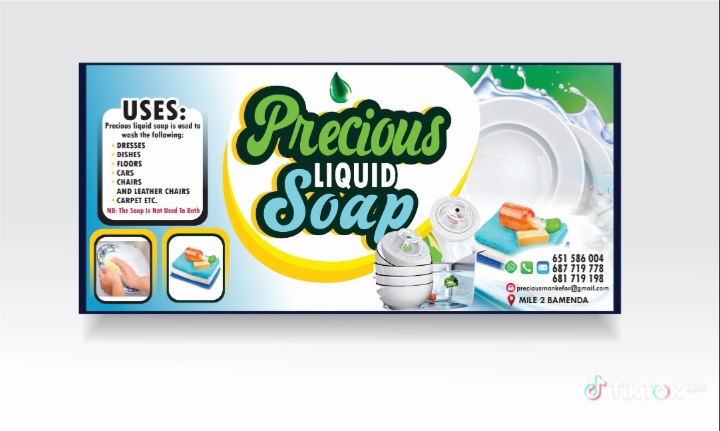 USES:
Precious liquid soap is used to
wash the following:
• DRESSES
• DISHES
• FLOORS
• CARS
• CHAIRS
AND LEATHER CHAIRS
• CARPET ETC.
NB: The Soap Is Not Used To Bath
Precious
LIQUID
Soap
651 586 004
687 719 778
681 719 198
preciousmankefor@gmail.com
MILE 2 BAMENDA
TikTok Lite